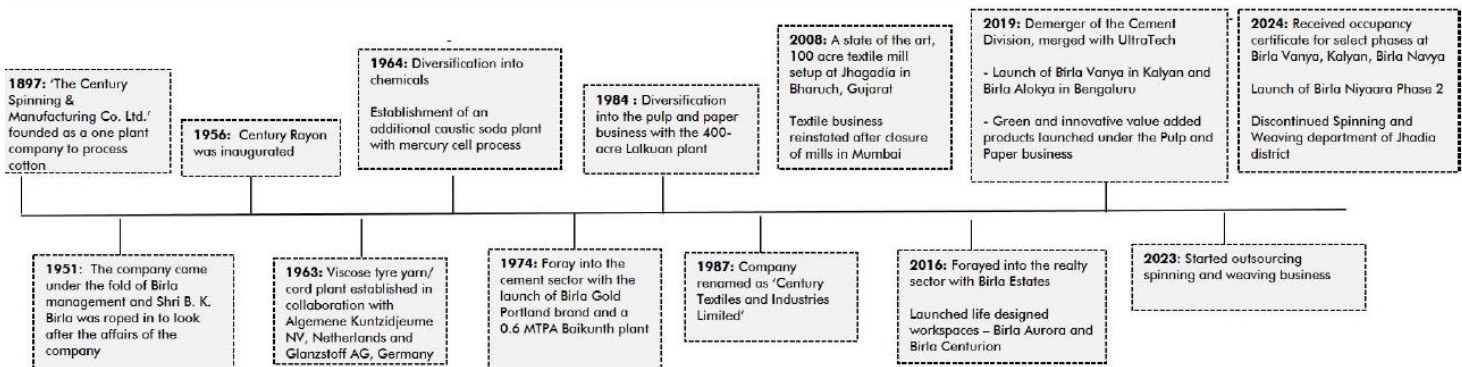 1897: 'The Century
Spinning &
Manufacturing Co. Ltd.'
founded as a one plant
company to process
cotton
1951: The company came
under the fold of Birla
management and Shri B. K.
Birla was roped in to look
after the affairs of the
company
1956: Century Rayon
was inaugurated
1963: Viscose tyre yarn/
cord plant established in
collaboration with
Algemene Kuntzidjeume
NV, Netherlands and
Glanzstoff AG, Germany
1964: Diversification into
chemicals
Establishment of an
additional caustic soda plant
with mercury cell process
1974: Foray into the
cement sector with the
launch of Birla Gold
Portland brand and a
0.6 MTPA Baikunth plant
1984 : Diversification
into the pulp and paper
business with the 400-
acre Lalkuan plant
1987: Company
renamed as 'Century
Textiles and Industries
Limited'
2008: A state of the art,
100 acre textile mill
setup at Jhagadia in
Bharuch, Gujarat
Textile business
reinstated after closure
of mills in Mumbai
2016: Forayed into the realty
sector with Birla Estates
Launched life designed
workspaces – Birla Aurora and
Birla Centurion
2019: Demerger of the Cement
Division, merged with UltraTech
- Launch of Birla Vanya in Kalyan and
Birla Alokya in Bengaluru
- Green and innovative value added
products launched under the Pulp and
Paper business
2023: Started outsourcing
spinning and weaving business
2024: Received occupancy
certificate for select phases at
Birla Vanya, Kalyan, Birla Navya
Launch of Birla Niyaara Phase 2
Discontinued Spinning and
Weaving department of Jhadia
district